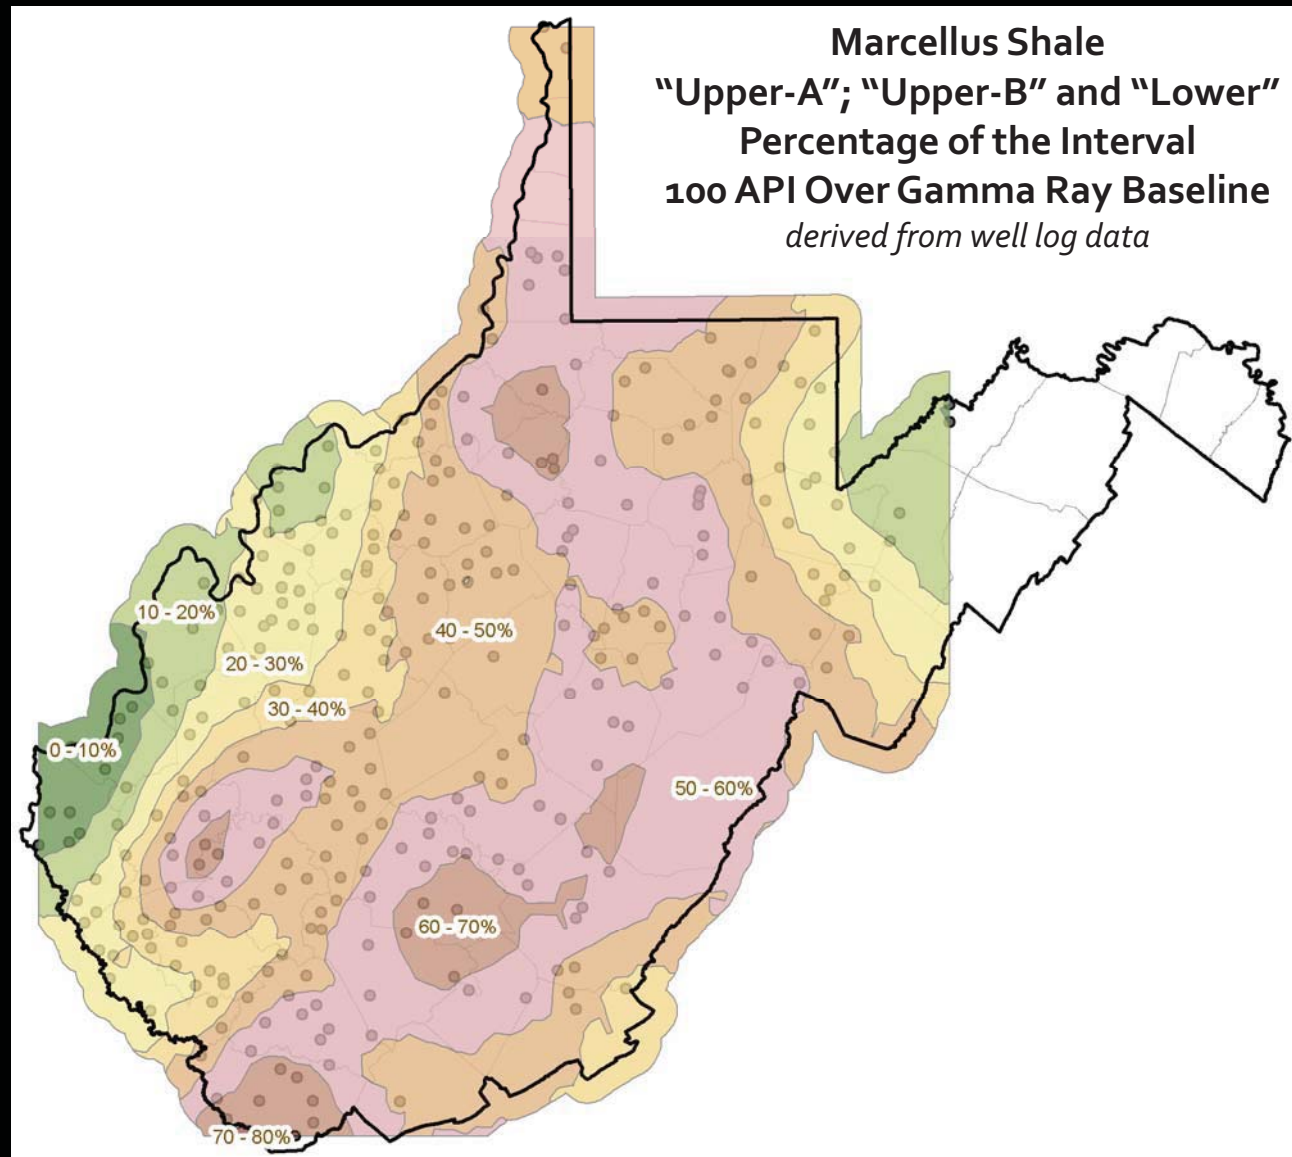 Marcellus Shale
“Upper-A”; “Upper-B” and “Lower”
Percentage of the Interval
100 API Over Gamma Ray Baseline
derived from well log data
10 - 20%
40 - 50%
20 - 30%
30 - 40%
0 - 10%
50 - 60%
60 - 70%
70 - 80%